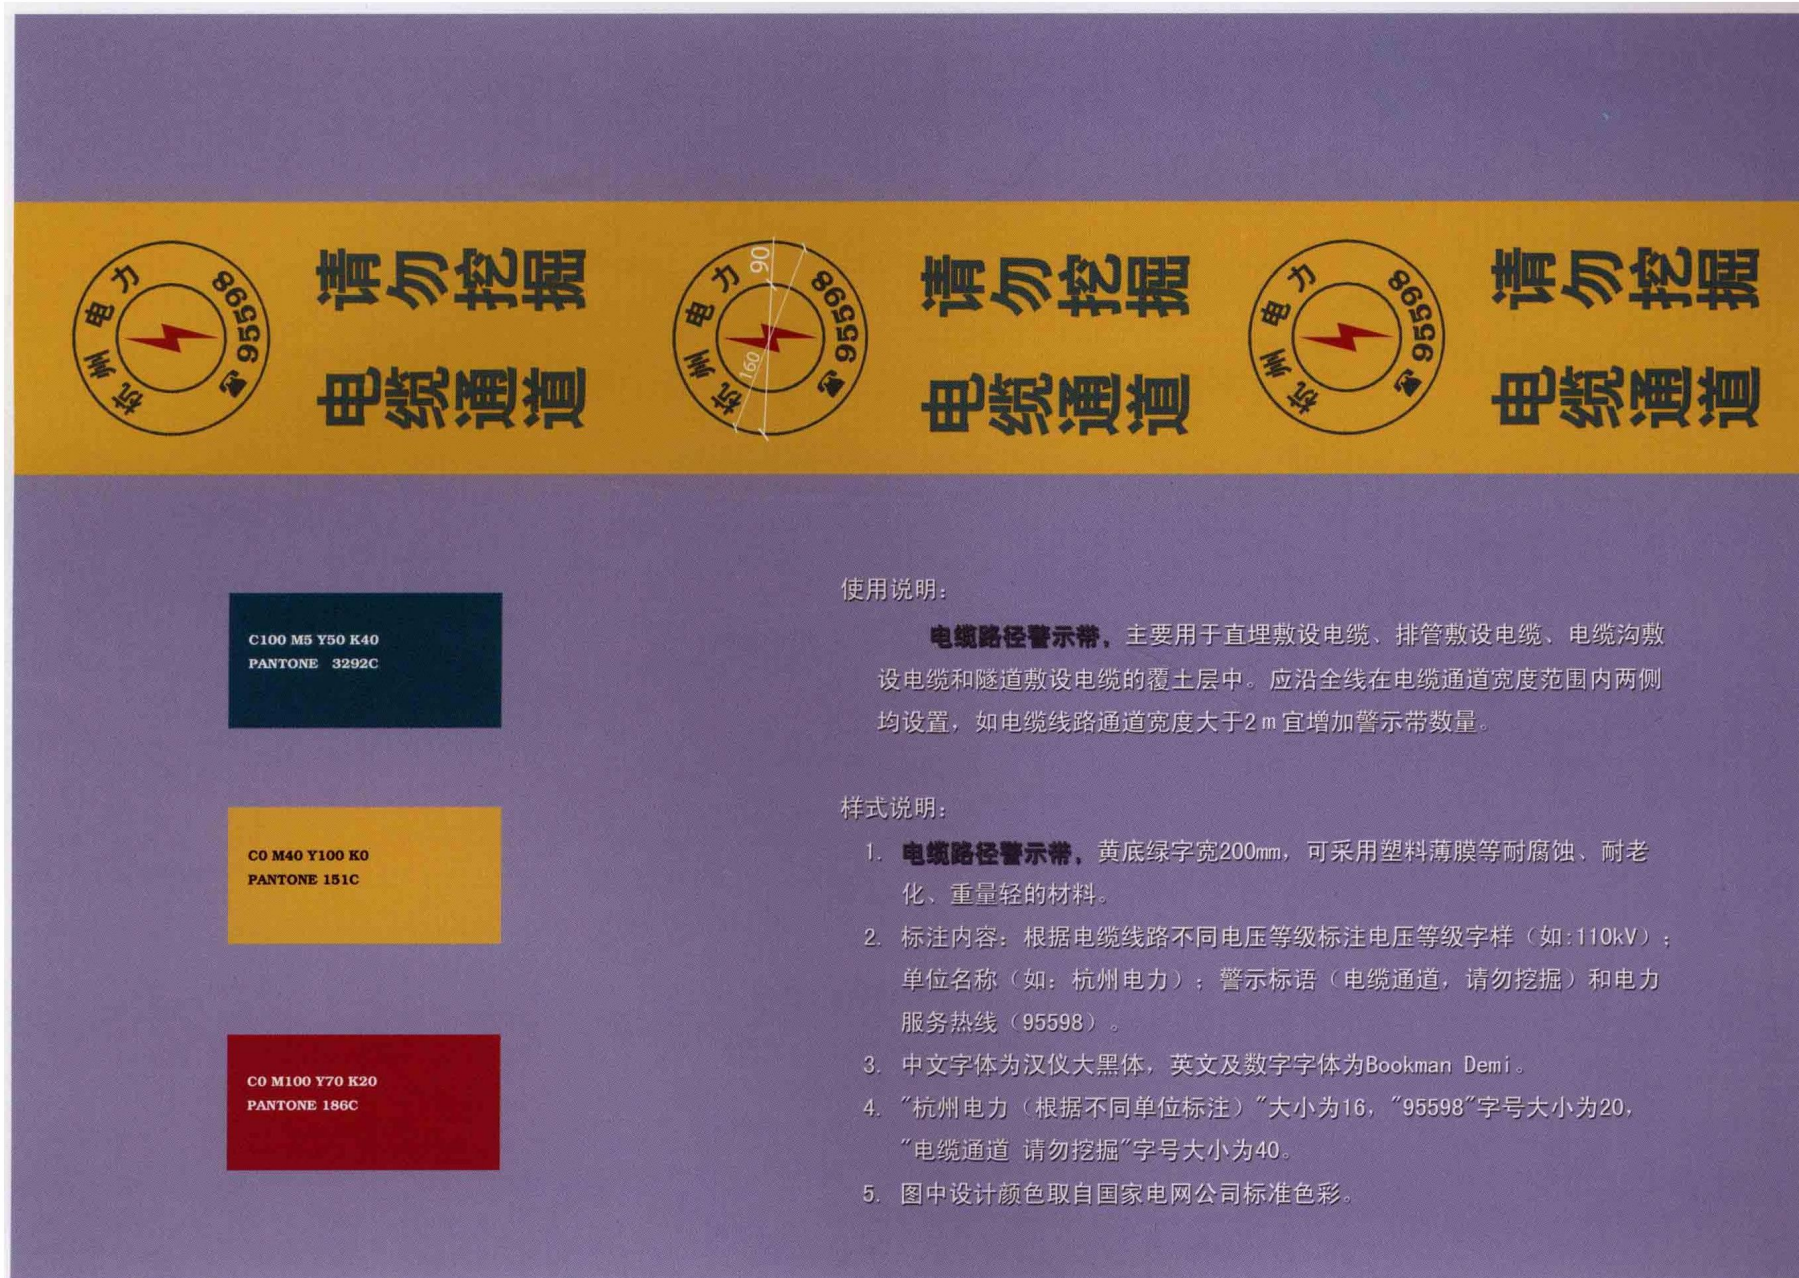 杭州电力 95598
请勿挖掘
电缆通道
杭州电力 95598
90
160
请勿挖掘
电缆通道
杭州电力 95598
请勿挖掘
电缆通道
C100 M5 Y50 K40
PANTONE 3292C
C0 M40 Y100 K0
PANTONE 151C
C0 M100 Y70 K20
PANTONE 186C
使用说明:
电缆路径警示带，主要用于直埋敷设电缆、排管敷设电缆、电缆沟敷
设电缆和隧道敷设电缆的覆土层中。应沿全线在电缆通道宽度范围内两侧
均设置，如电缆线路通道宽度大于2m宜增加警示带数量。
样式说明:
1. 电缆路径警示带，黄底绿字宽200mm，可采用塑料薄膜等耐腐蚀、耐老
化、重量轻的材料。
2. 标注内容：根据电缆线路不同电压等级标注电压等级字样（如:110kV）；
单位名称（如：杭州电力）；警示标语（电缆通道，请勿挖掘）和电力
服务热线（95598）。
3. 中文字体为汉仪大黑体，英文及数字字体为Bookman Demi。
4. "杭州电力（根据不同单位标注）"大小为16，"95598"字号大小为20，
"电缆通道 请勿挖掘"字号大小为40。
5. 图中设计颜色取自国家电网公司标准色彩。